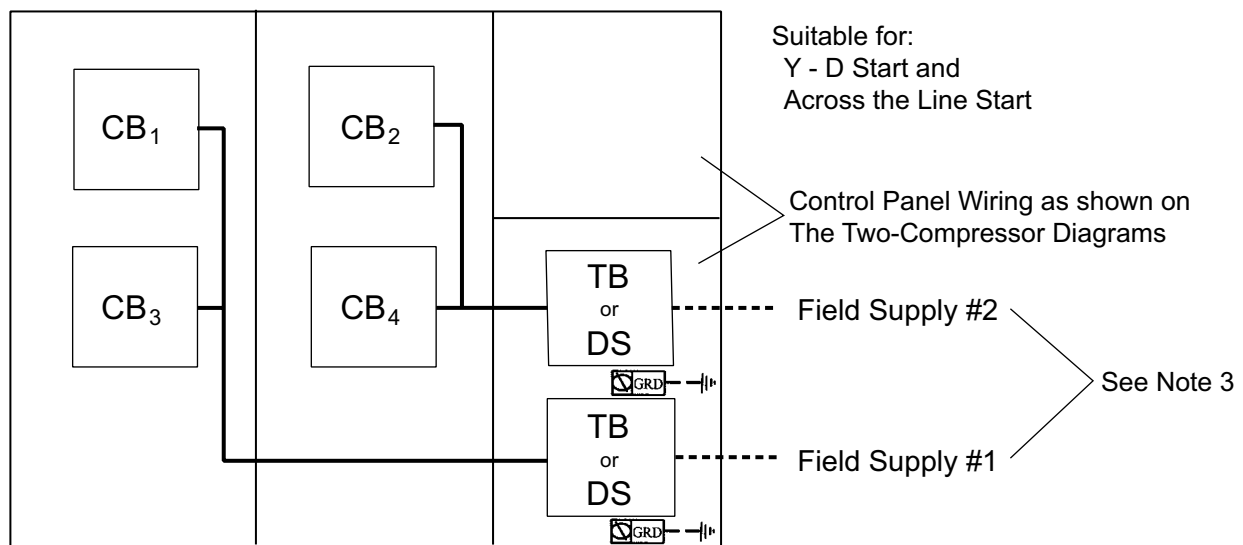 Suitable for:
Y - D Start and
Across the Line Start
CB₁
CB₂
Control Panel Wiring as shown on
The Two-Compressor Diagrams
CB₃
CB₄
TB
or
DS
Field Supply #2
GRD
See Note 3
TB
or
DS
Field Supply #1
GRD